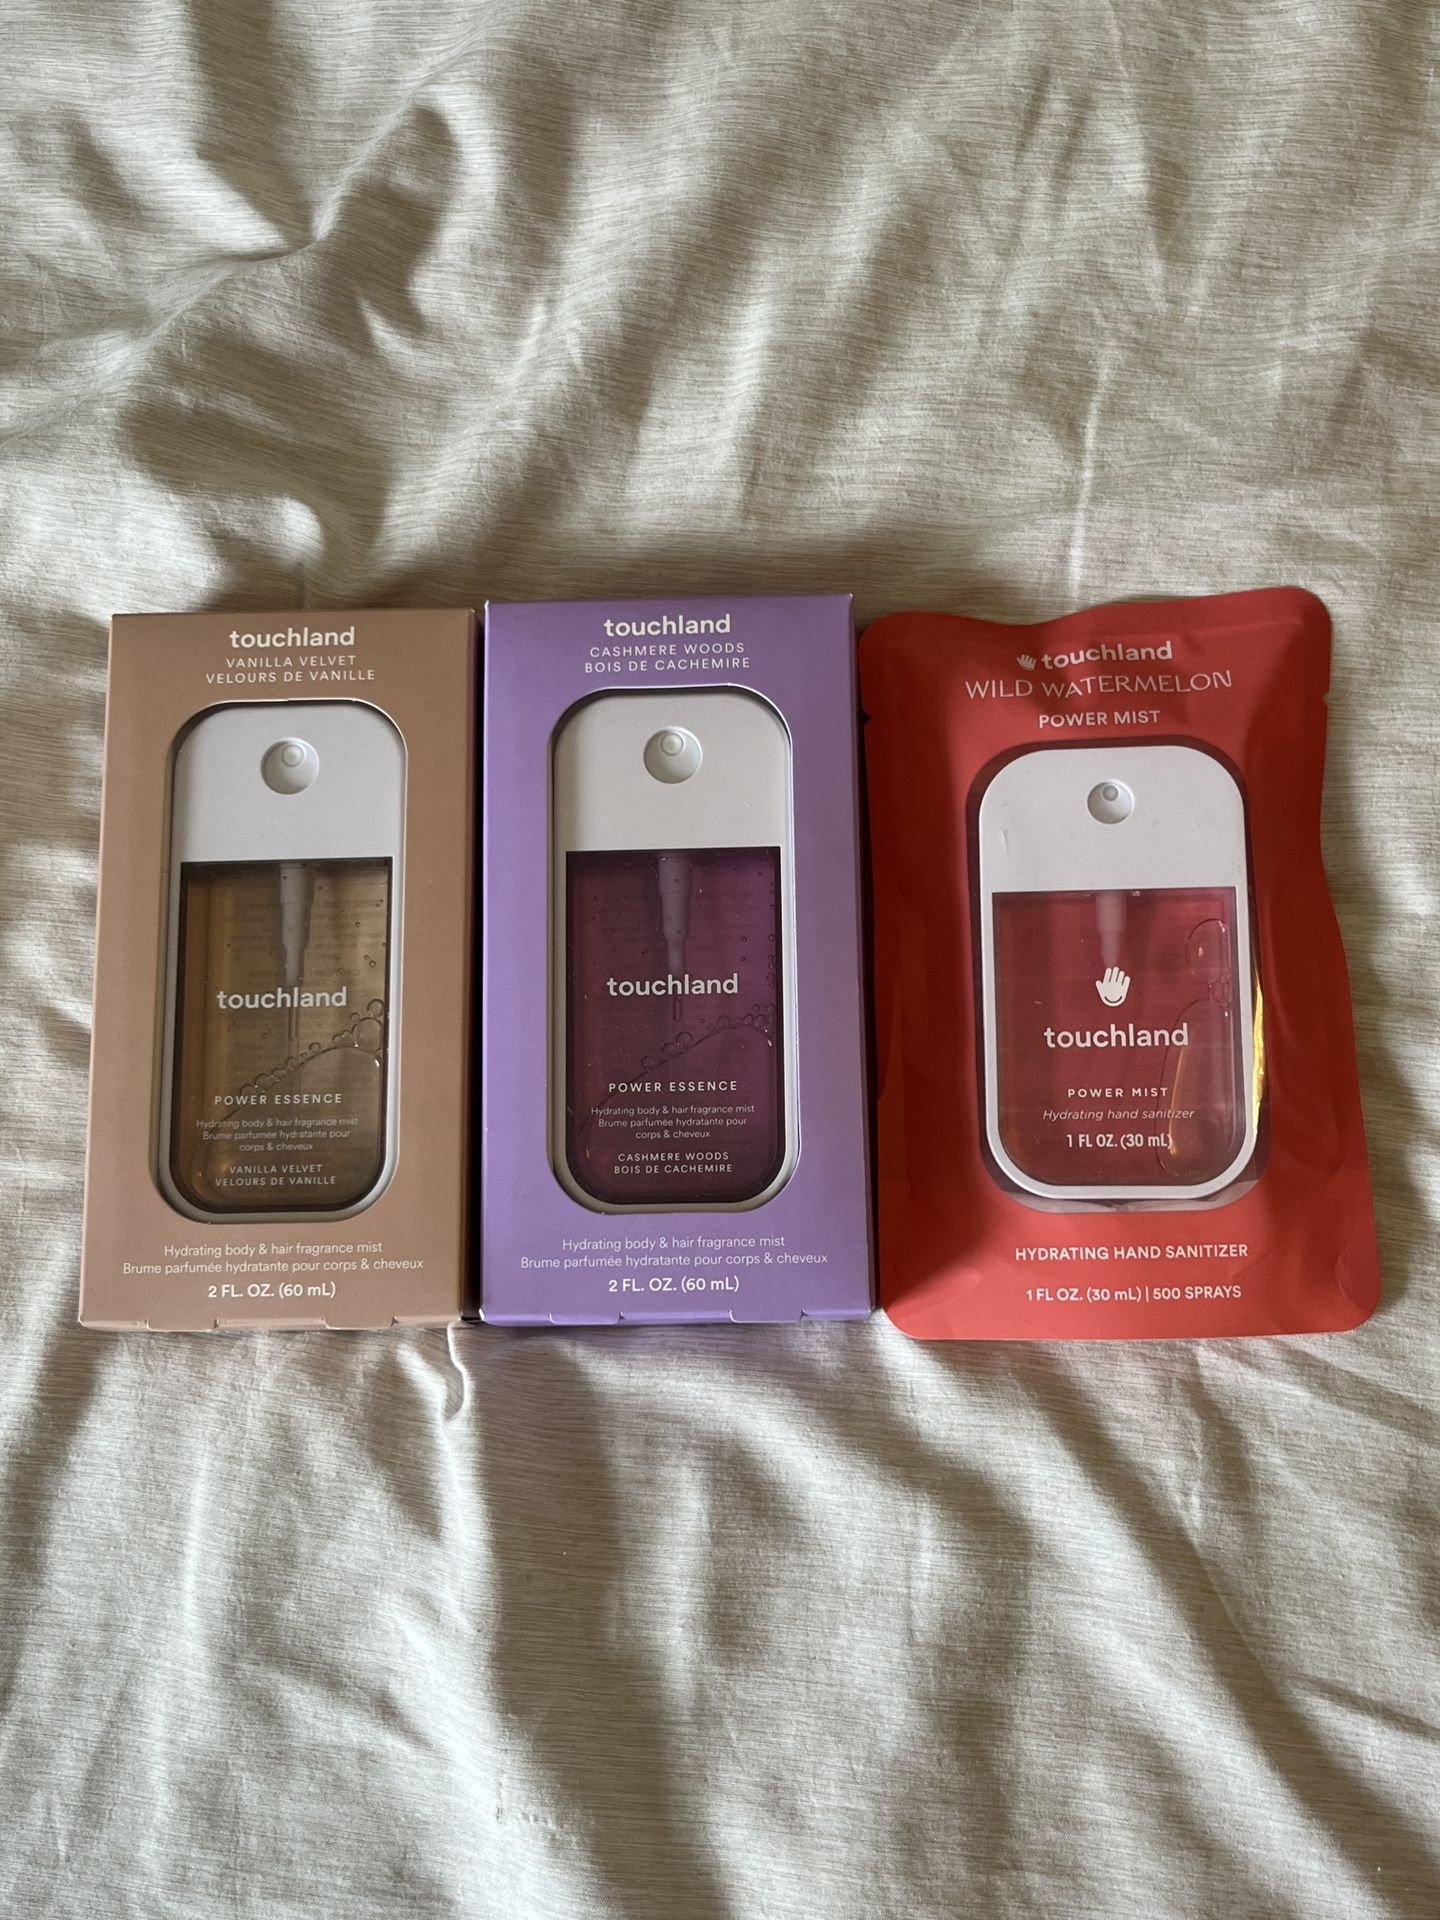 touchland
VANILLA VELVET
VELOURS DE VANILLE
touchland
POWER ESSENCE
Hydrating body & hair fragrance mist
Brume parfumée hydratante pour
corps & cheveux
VANILLA VELVET
VELOURS DE VANILLE
Hydrating body & hair fragrance mist
Brume parfumée hydratante pour corps & cheveux
2 FL. OZ. (60 mL)
touchland
CASHMERE WOODS
BOIS DE CACHEMIRE
touchland
POWER ESSENCE
Hydrating body & hair fragrance mist
Brume parfumée hydratante pour
corps & cheveux
CASHMERE WOODS
BOIS DE CACHEMIRE
Hydrating body & hair fragrance mist
Brume parfumée hydratante pour corps & cheveux
2 FL. OZ. (60 mL)
touchland
WILD WATERMELON
POWER MIST
touchland
POWER MIST
Hydrating hand sanitizer
1 FL OZ. (30 mL)
HYDRATING HAND SANITIZER
1 FL OZ. (30 mL) | 500 SPRAYS